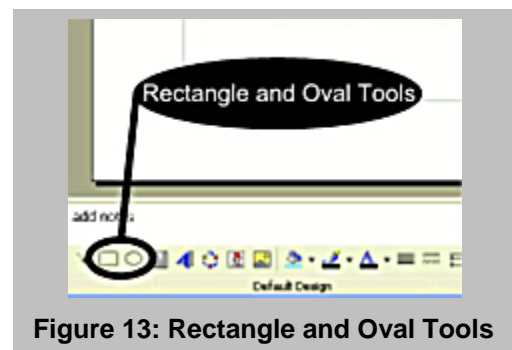 Rectangle and Oval Tools
add notes
Default Design
Figure 13: Rectangle and Oval Tools